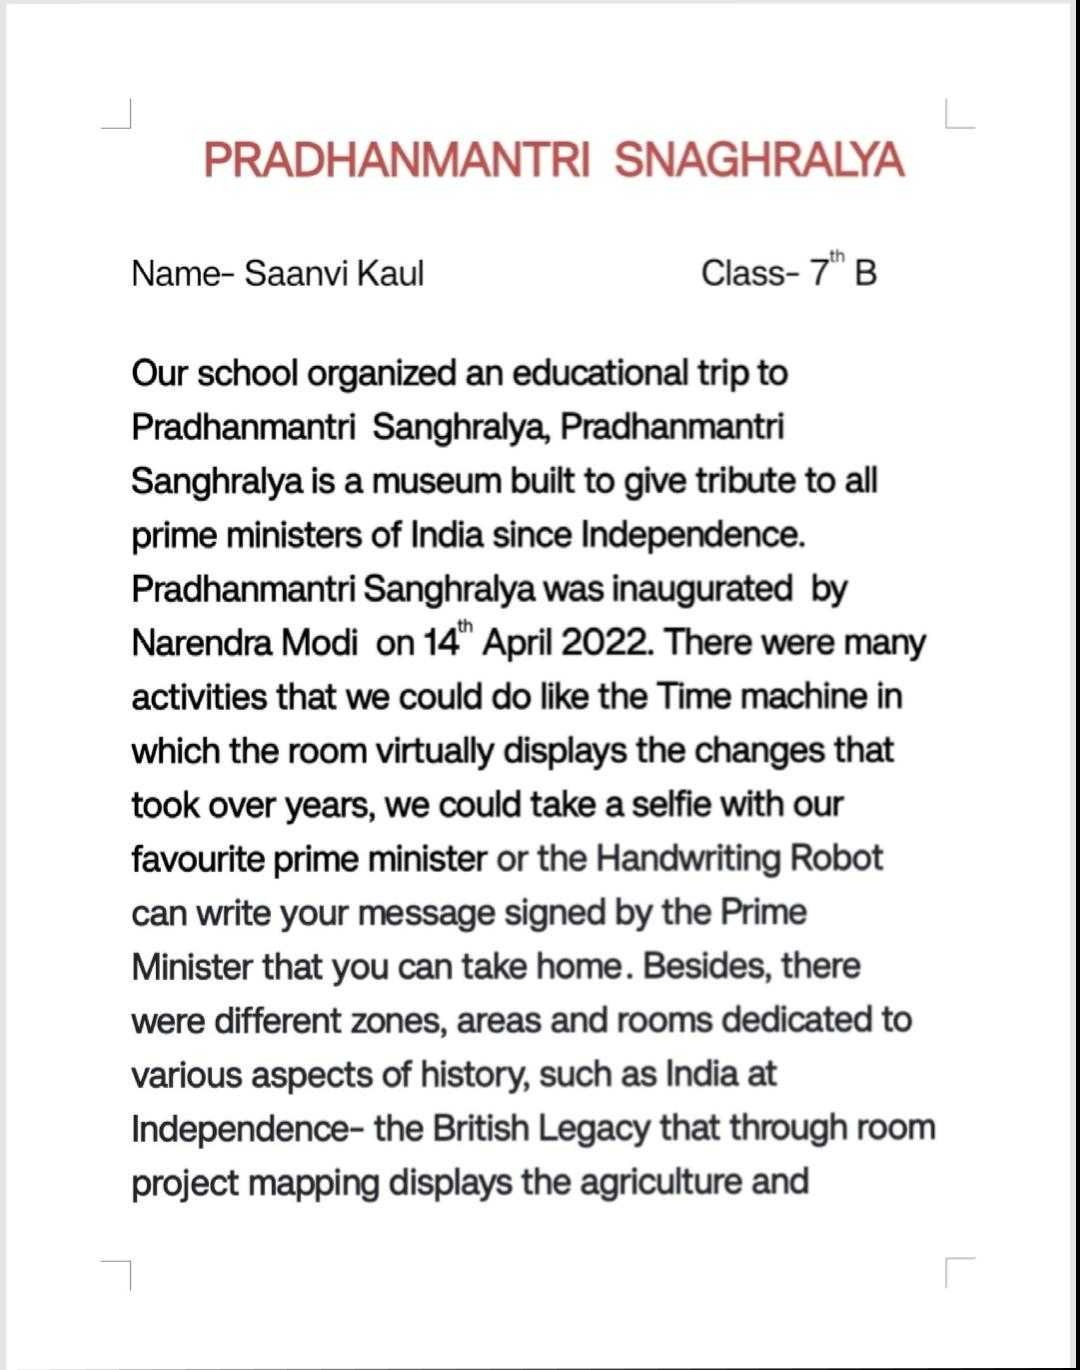 PRADHANMANTRI SNAGHRALYA
Name- Saanvi Kaul Class- 7th B
Our school organized an educational trip to
Pradhanmantri Sanghralya, Pradhanmantri
Sanghralya is a museum built to give tribute to all
prime ministers of India since Independence.
Pradhanmantri Sanghralya was inaugurated by
Narendra Modi on 14th April 2022. There were many
activities that we could do like the Time machine in
which the room virtually displays the changes that
took over years, we could take a selfie with our
favourite prime minister or the Handwriting Robot
can write your message signed by the Prime
Minister that you can take home. Besides, there
were different zones, areas and rooms dedicated to
various aspects of history, such as India at
Independence- the British Legacy that through room
project mapping displays the agriculture and